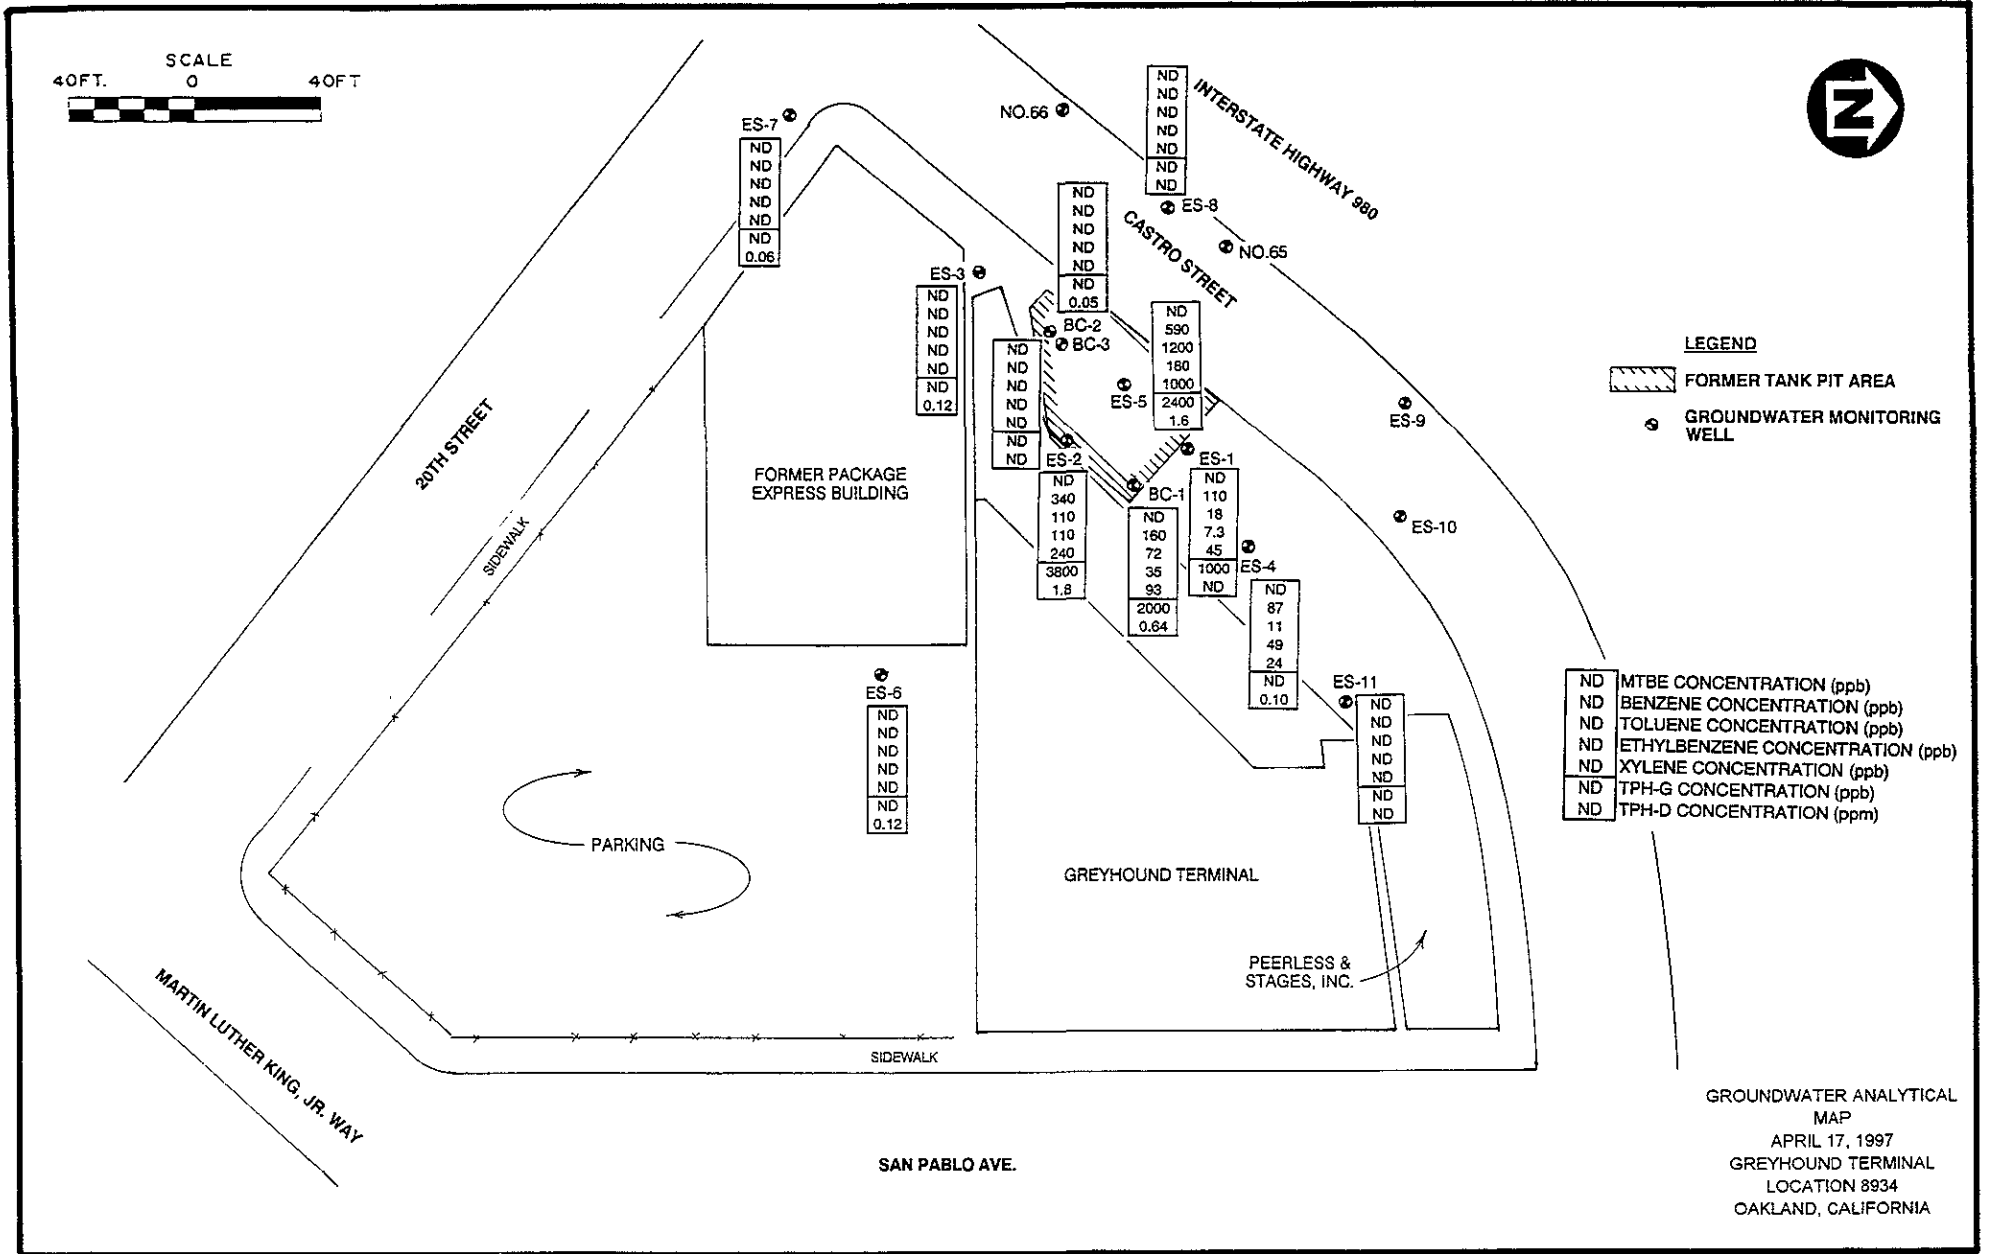 SCALE
40FT. 0 40FT
N
NO.66
INTERSTATE HIGHWAY 980
ND
ND
ND
ND
ND
ND
ND
ES-8
NO.65
CASTRO STREET
ES-7
ND
ND
ND
ND
ND
ND
0.06
ND
ND
ND
ND
ND
ND
0.05
BC-2
BC-3
ES-3
ND
ND
ND
ND
ND
ND
0.12
ND
ND
ND
ND
ND
ND
ND
ND
590
1200
180
1000
2400
1.6
ES-5
ES-9
ES-10
LEGEND
FORMER TANK PIT AREA
GROUNDWATER MONITORING
WELL
20TH STREET
SIDEWALK
FORMER PACKAGE
EXPRESS BUILDING
ES-2
ND
340
110
110
240
3800
1.8
BC-1
ND
160
72
35
93
2000
0.64
ES-1
ND
110
18
7.3
45
1000
ND
ES-4
ND
87
11
49
24
ND
0.10
ES-11
ND
ND
ND
ND
ND
ND
ND
ES-6
ND
ND
ND
ND
ND
ND
0.12
ND MTBE CONCENTRATION (ppb)
ND BENZENE CONCENTRATION (ppb)
ND TOLUENE CONCENTRATION (ppb)
ND ETHYLBENZENE CONCENTRATION (ppb)
ND XYLENE CONCENTRATION (ppb)
ND TPH-G CONCENTRATION (ppb)
ND TPH-D CONCENTRATION (ppm)
PARKING
GREYHOUND TERMINAL
PEERLESS &
STAGES, INC.
MARTIN LUTHER KING, JR. WAY
SIDEWALK
SAN PABLO AVE.
GROUNDWATER ANALYTICAL
MAP
APRIL 17, 1997
GREYHOUND TERMINAL
LOCATION 8934
OAKLAND, CALIFORNIA